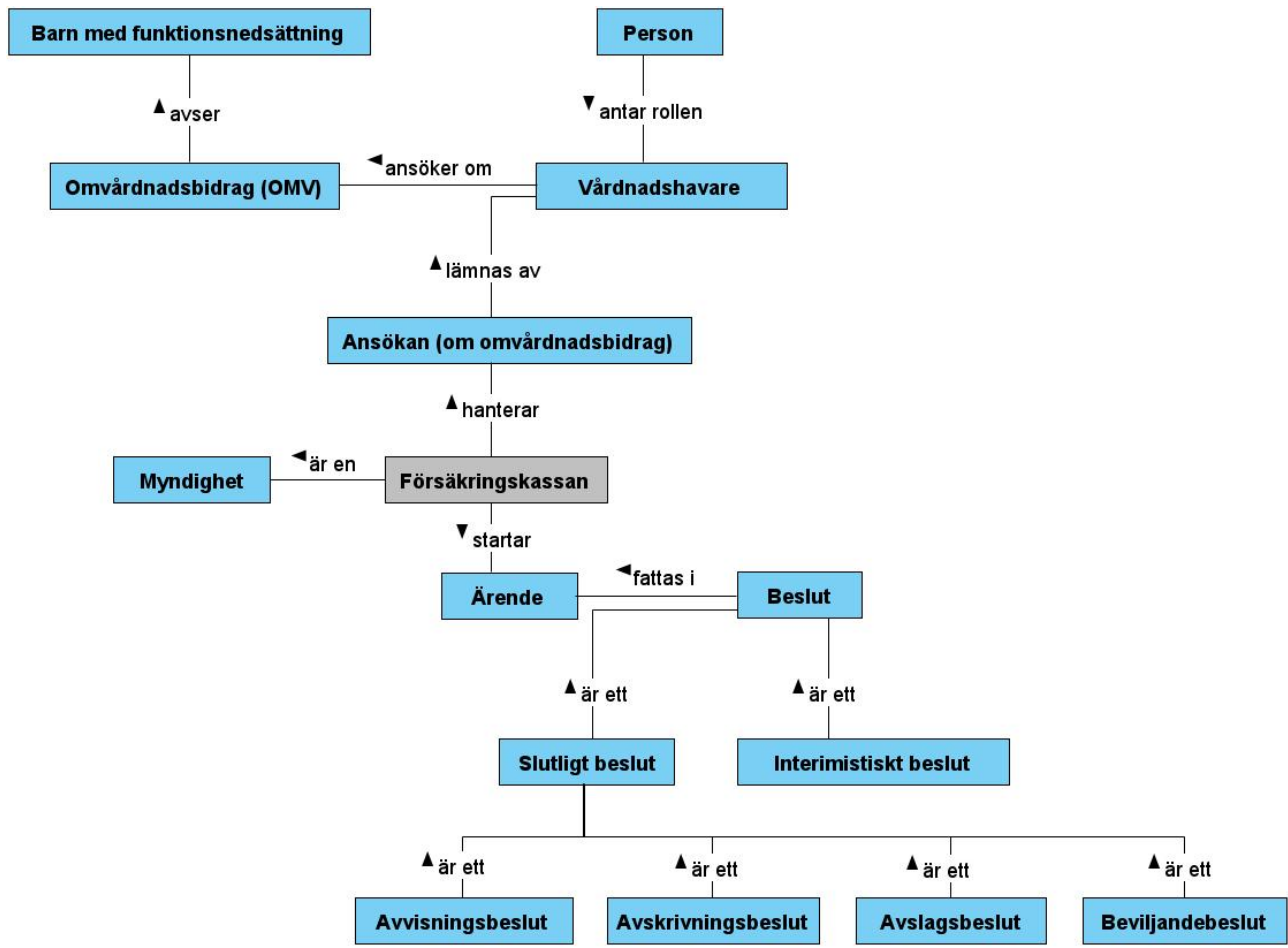 Barn med funktionsnedsättning
Person
avser
antar rollen
Omvårdnadsbidrag (OMV)
ansöker om
Vårdnadshavare
lämnas av
Ansökan (om omvårdnadsbidrag)
hanterar
Myndighet
är en
Försäkringskassan
startar
Ärende
fattas i
Beslut
är ett
är ett
Slutligt beslut
Interimistiskt beslut
är ett
är ett
är ett
är ett
Avvisningsbeslut
Avskrivningsbeslut
Avslagsbeslut
Beviljandebeslut